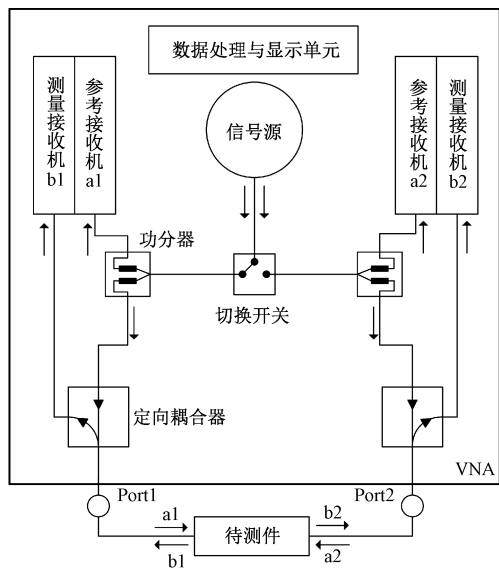 数据处理与显示单元
测量接收机b1
参考接收机a1
信号源
参考接收机a2
测量接收机b2
功分器
切换开关
定向耦合器
VNA
Port1
Port2
a1
b2
待测件
b1
a2